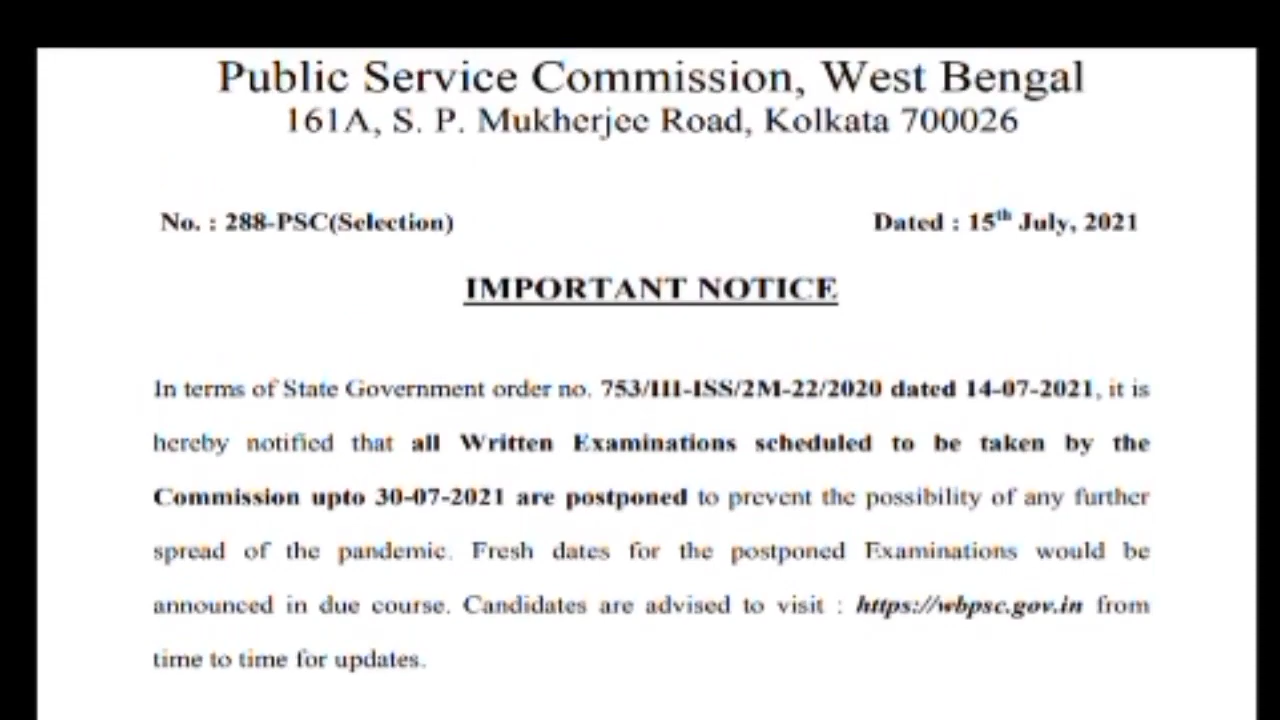 Public Service Commission, West Bengal
161A, S. P. Mukherjee Road, Kolkata 700026
No. : 288-PSC(Selection) Dated : 15th July, 2021
IMPORTANT NOTICE
In terms of State Government order no. 753/III-ISS/2M-22/2020 dated 14-07-2021, it is
hereby notified that all Written Examinations scheduled to be taken by the
Commission upto 30-07-2021 are postponed to prevent the possibility of any further
spread of the pandemic. Fresh dates for the postponed Examinations would be
announced in due course. Candidates are advised to visit : https://wbpsc.gov.in from
time to time for updates.